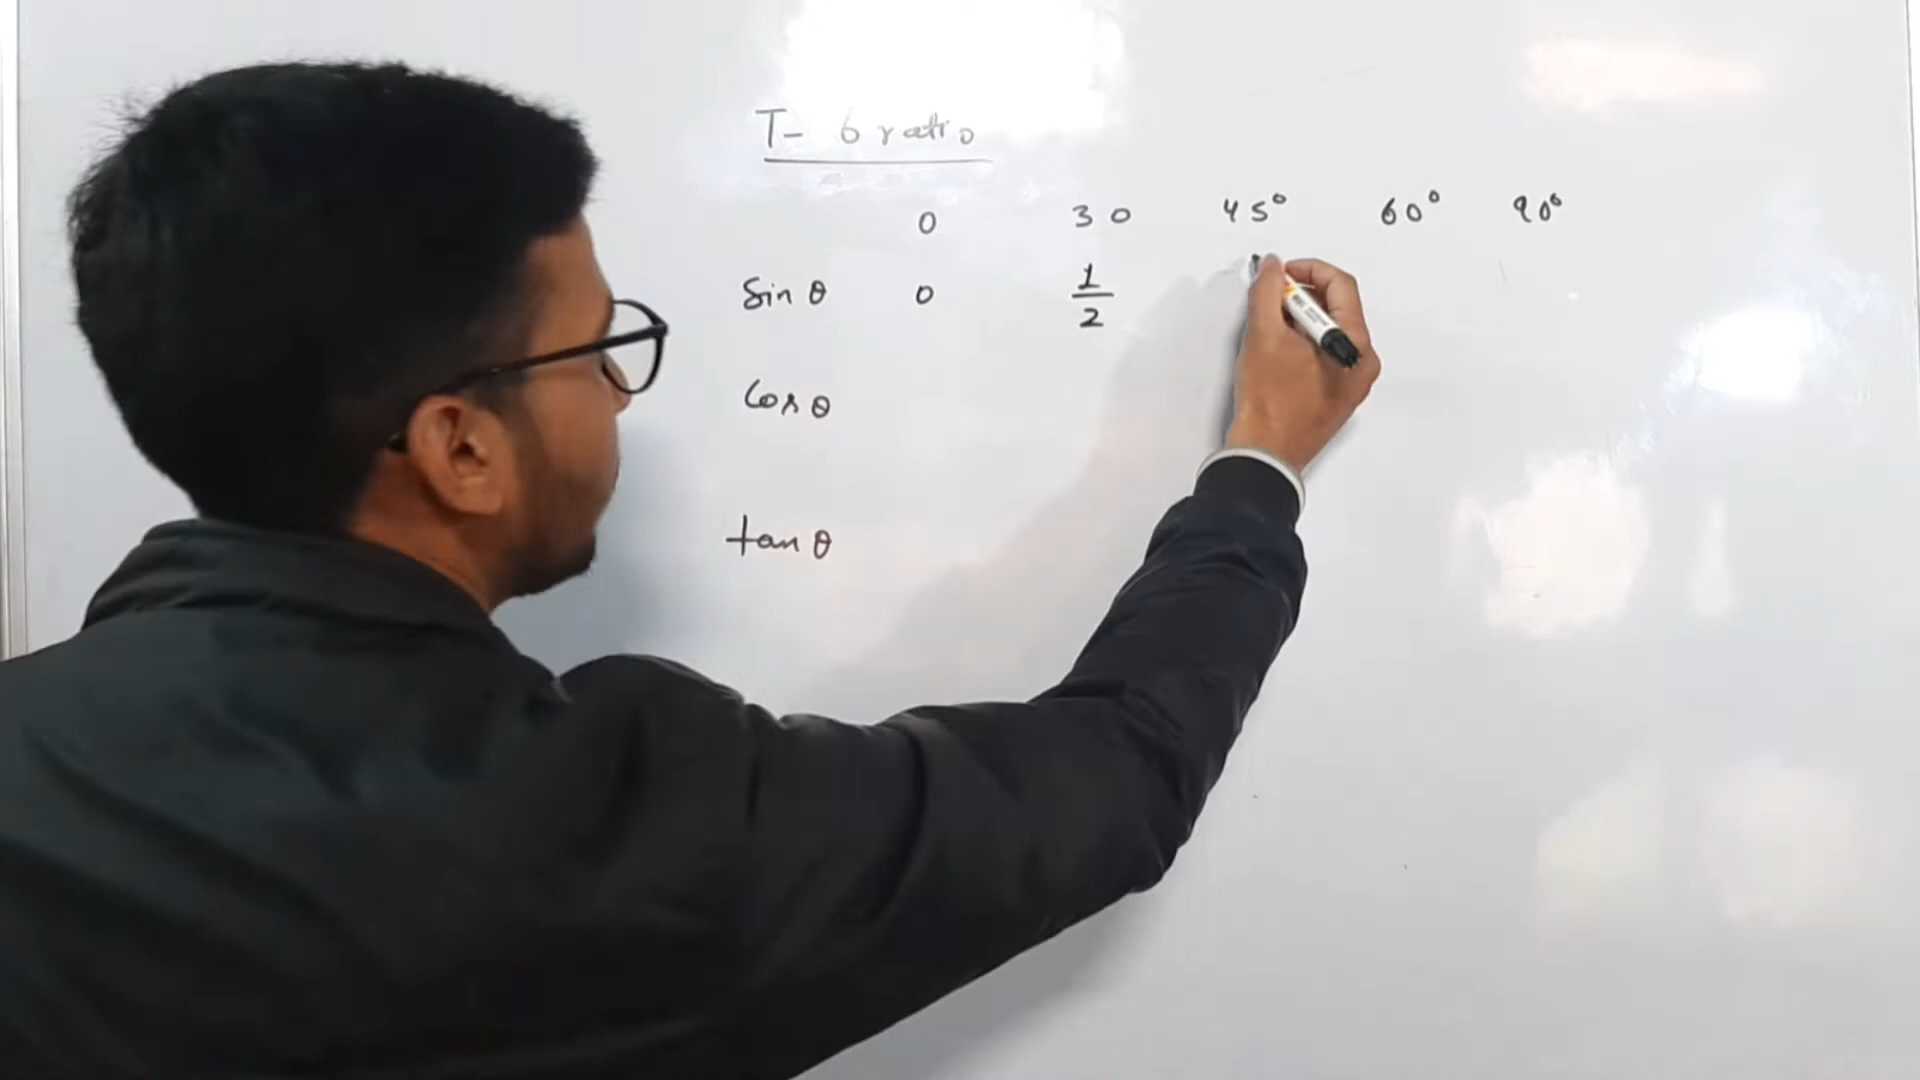 T- 6 ratio
0 30 45° 60° 90°
Sin θ 0 1/2
Cos θ
tan θ